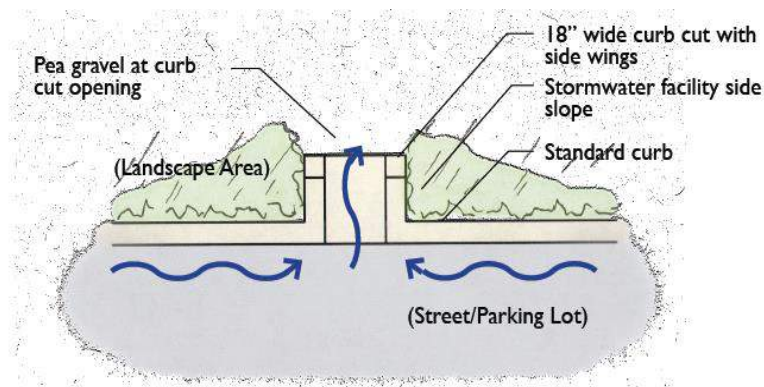 18” wide curb cut with
side wings
Pea gravel at curb
cut opening
Stormwater facility side
slope
(Landscape Area)
Standard curb
(Street/Parking Lot)